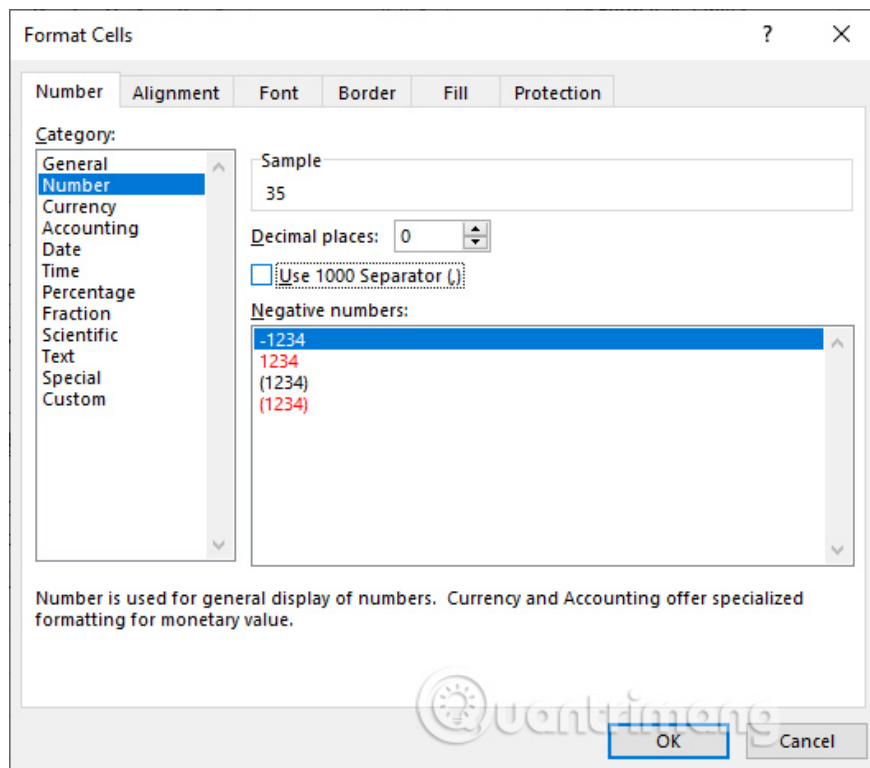 Format Cells
?
Number Alignment Font Border Fill Protection
Category:
General
Number
Currency
Accounting
Date
Time
Percentage
Fraction
Scientific
Text
Special
Custom
Sample
35
Decimal places: 0
Use 1000 Separator (,)
Negative numbers:
-1234
1234
(1234)
(1234)
Number is used for general display of numbers. Currency and Accounting offer specialized
formatting for monetary value.
Quantrimang
OK Cancel